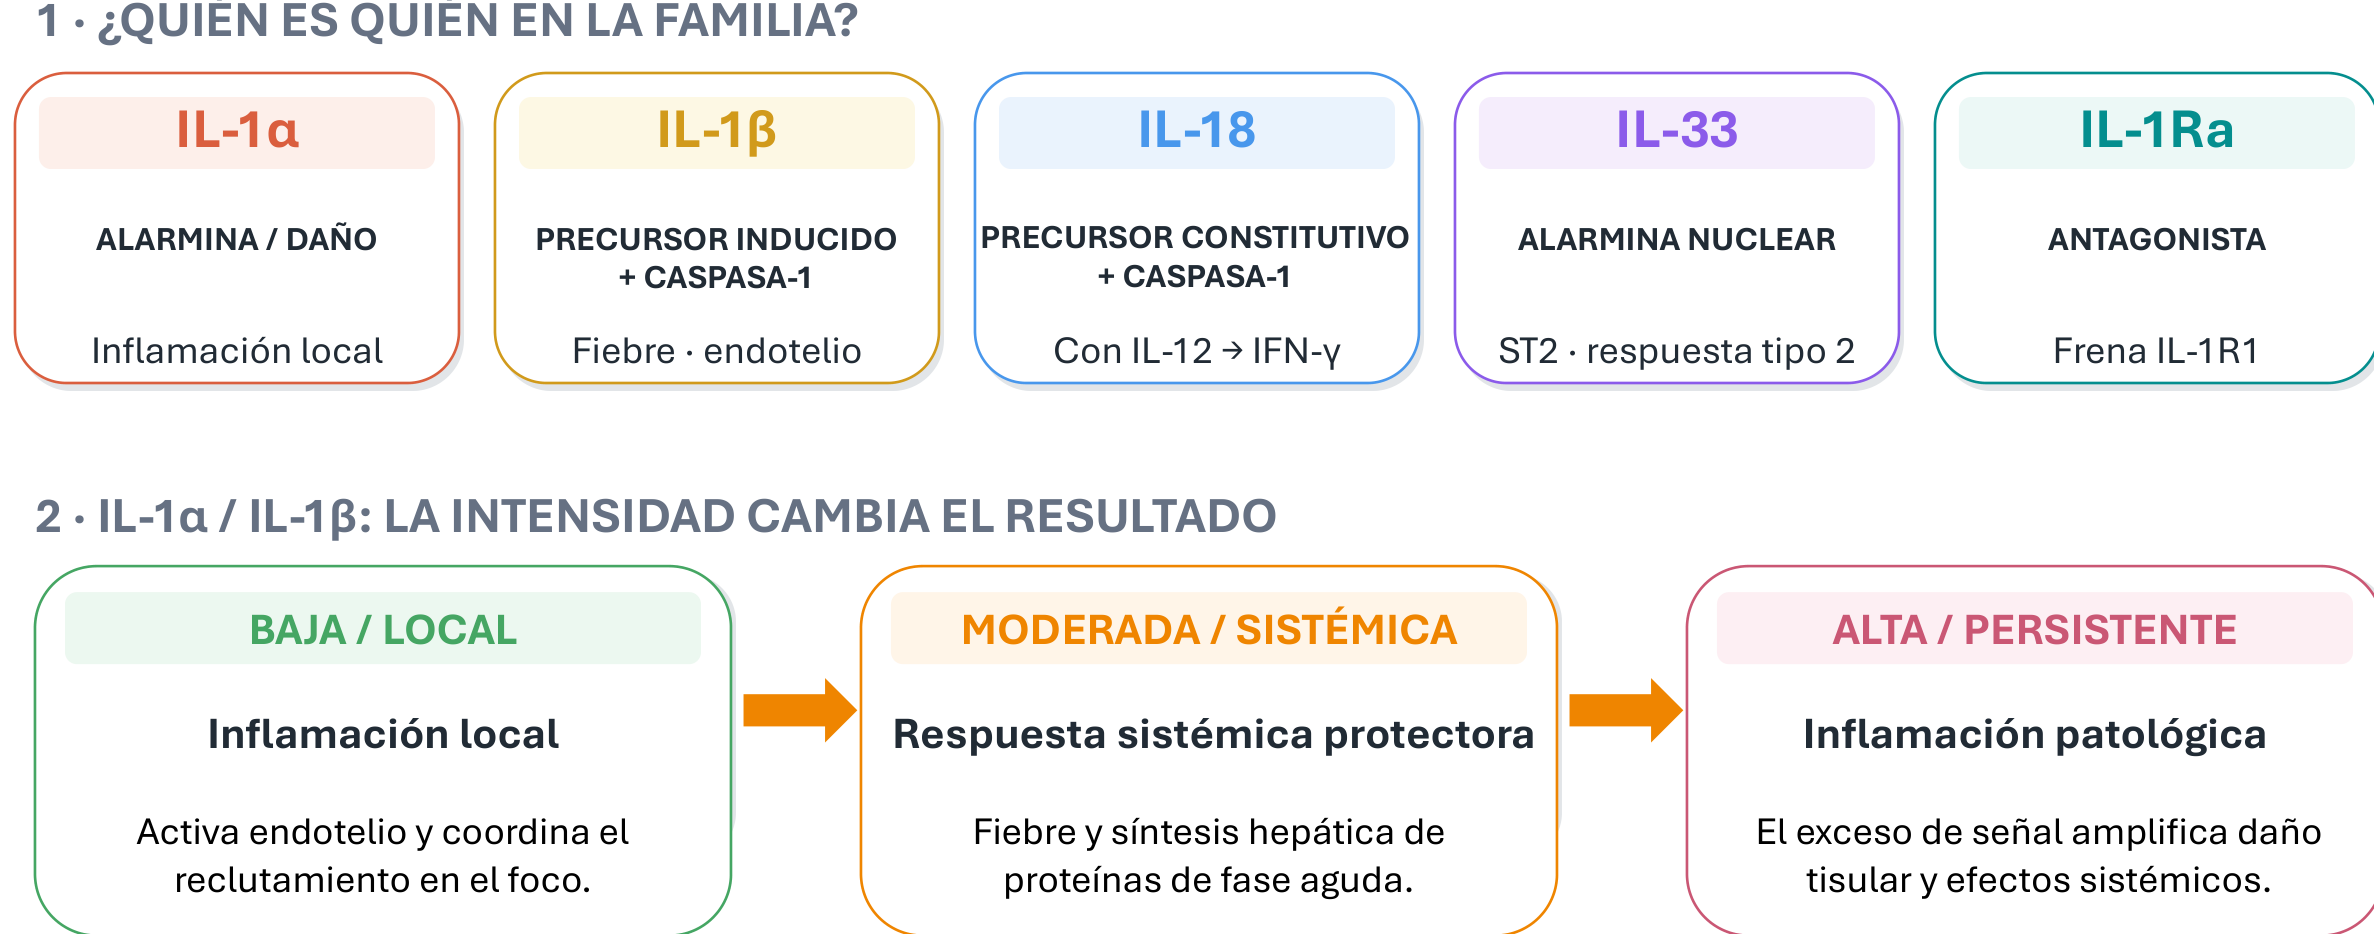 1 · ¿QUIÉN ES QUIÉN EN LA FAMILIA?
IL-1α
ALARMINA / DAÑO
Inflamación local
IL-1β
PRECURSOR INDUCIDO
+ CASPASA-1
Fiebre · endotelio
IL-18
PRECURSOR CONSTITUTIVO
+ CASPASA-1
Con IL-12 → IFN-γ
IL-33
ALARMINA NUCLEAR
ST2 · respuesta tipo 2
IL-1Ra
ANTAGONISTA
Frena IL-1R1
2 · IL-1α / IL-1β: LA INTENSIDAD CAMBIA EL RESULTADO
BAJA / LOCAL
Inflamación local
Activa endotelio y coordina el
reclutamiento en el foco.
MODERADA / SISTÉMICA
Respuesta sistémica protectora
Fiebre y síntesis hepática de
proteínas de fase aguda.
ALTA / PERSISTENTE
Inflamación patológica
El exceso de señal amplifica daño
tisular y efectos sistémicos.